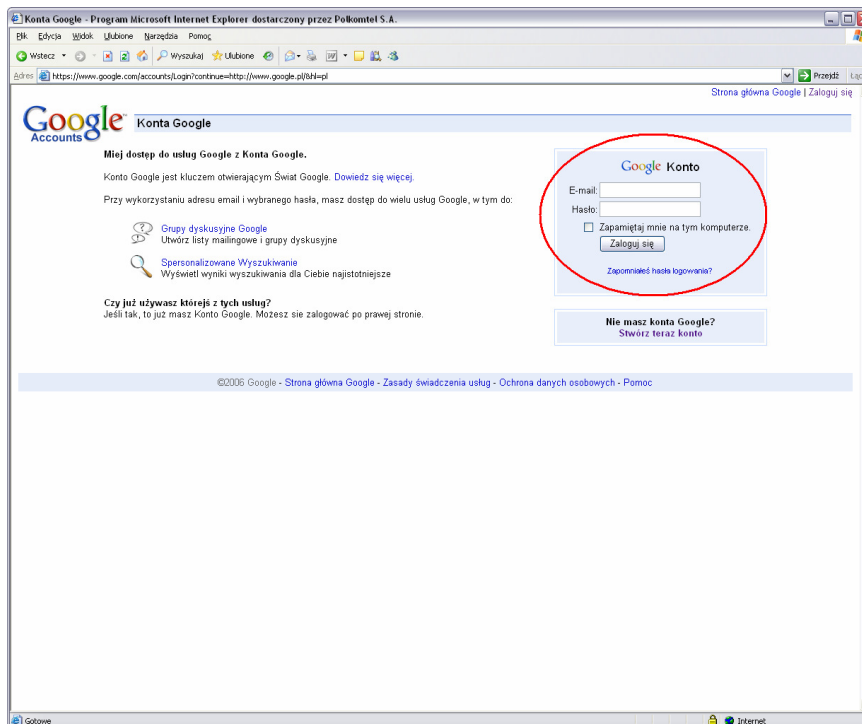 Konta Google - Program Microsoft Internet Explorer dostarczony przez Polkomtel S.A.
Plik Edycja Widok Ulubione Narzędzia Pomoc
Wstecz Wyszukaj Ulubione
Adres https://www.google.com/accounts/Login?continue=http://www.google.pl/&hl=pl Przejdź Łąc
Strona główna Google | Zaloguj się
Google™ Accounts
Konta Google
Miej dostęp do usług Google z Konta Google.
Konto Google jest kluczem otwierającym Świat Google. Dowiedz się więcej.
Przy wykorzystaniu adresu email i wybranego hasła, masz dostęp do wielu usług Google, w tym do:
Grupy dyskusyjne Google
Utwórz listy mailingowe i grupy dyskusyjne
Spersonalizowane Wyszukiwanie
Wyświetl wyniki wyszukiwania dla Ciebie najistotniejsze
Czy już używasz którejś z tych usług?
Jeśli tak, to już masz Konto Google. Możesz sie zalogować po prawej stronie.
Google Konto
E-mail:
Hasło:
Zapamiętaj mnie na tym komputerze.
Zaloguj się
Zapomniałeś hasła logowania?
Nie masz konta Google?
Stwórz teraz konto
©2006 Google - Strona główna Google - Zasady świadczenia usług - Ochrona danych osobowych - Pomoc
Gotowe Internet